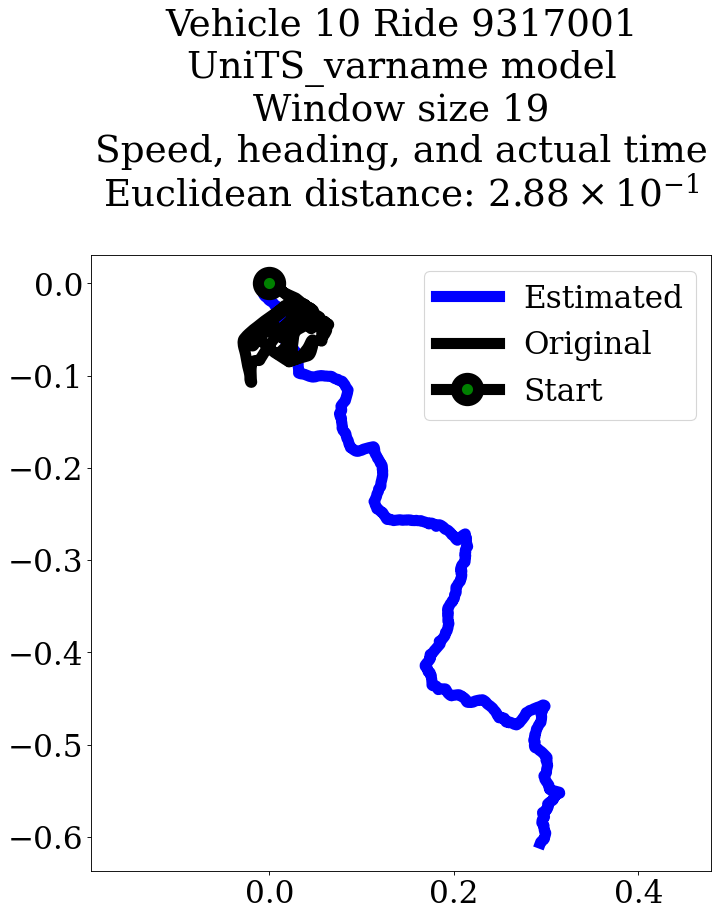 Vehicle 10 Ride 9317001
UniTS_varname model
Window size 19
Speed, heading, and actual time
Euclidean distance: 2.88 × 10⁻¹
Estimated
Original
Start
0.0
−0.1
−0.2
−0.3
−0.4
−0.5
−0.6
0.0 0.2 0.4